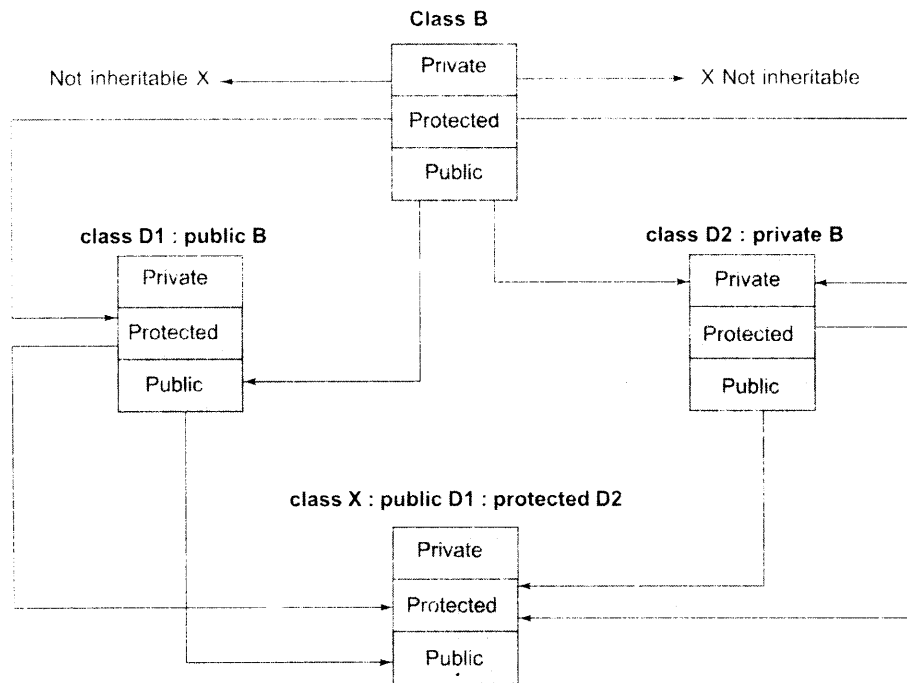 Class B
Private
Not inheritable X
X Not inheritable
Protected
Public
class D1 : public B
class D2 : private B
Private
Private
Protected
Protected
Public
Public
class X : public D1 : protected D2
Private
Protected
Public